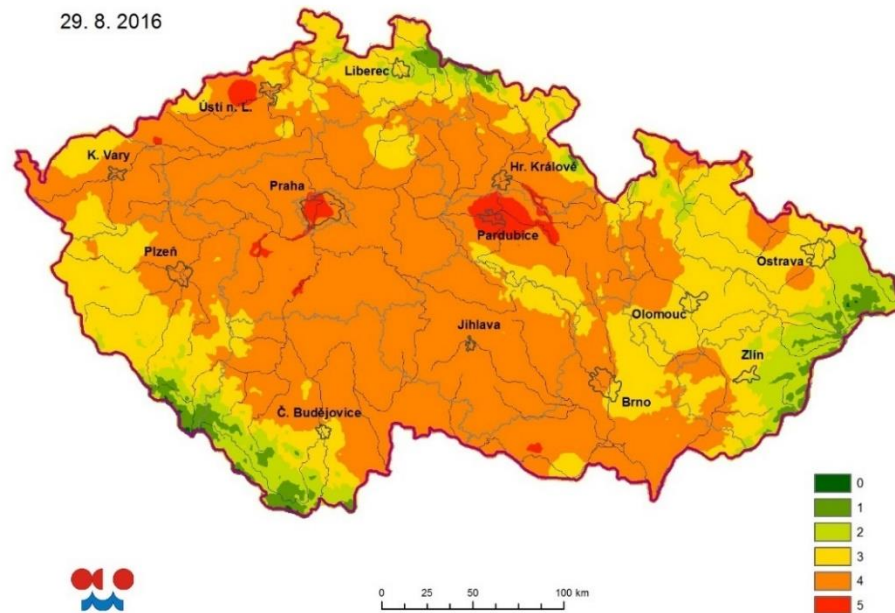 29. 8. 2016
Liberec
Ústí n. L.
K. Vary
Hr. Králové
Praha
Pardubice
Plzeň
Ostrava
Olomouc
Jihlava
Zlín
Brno
Č. Budějovice
0
1
2
3
4
5
0 25 50 100 km